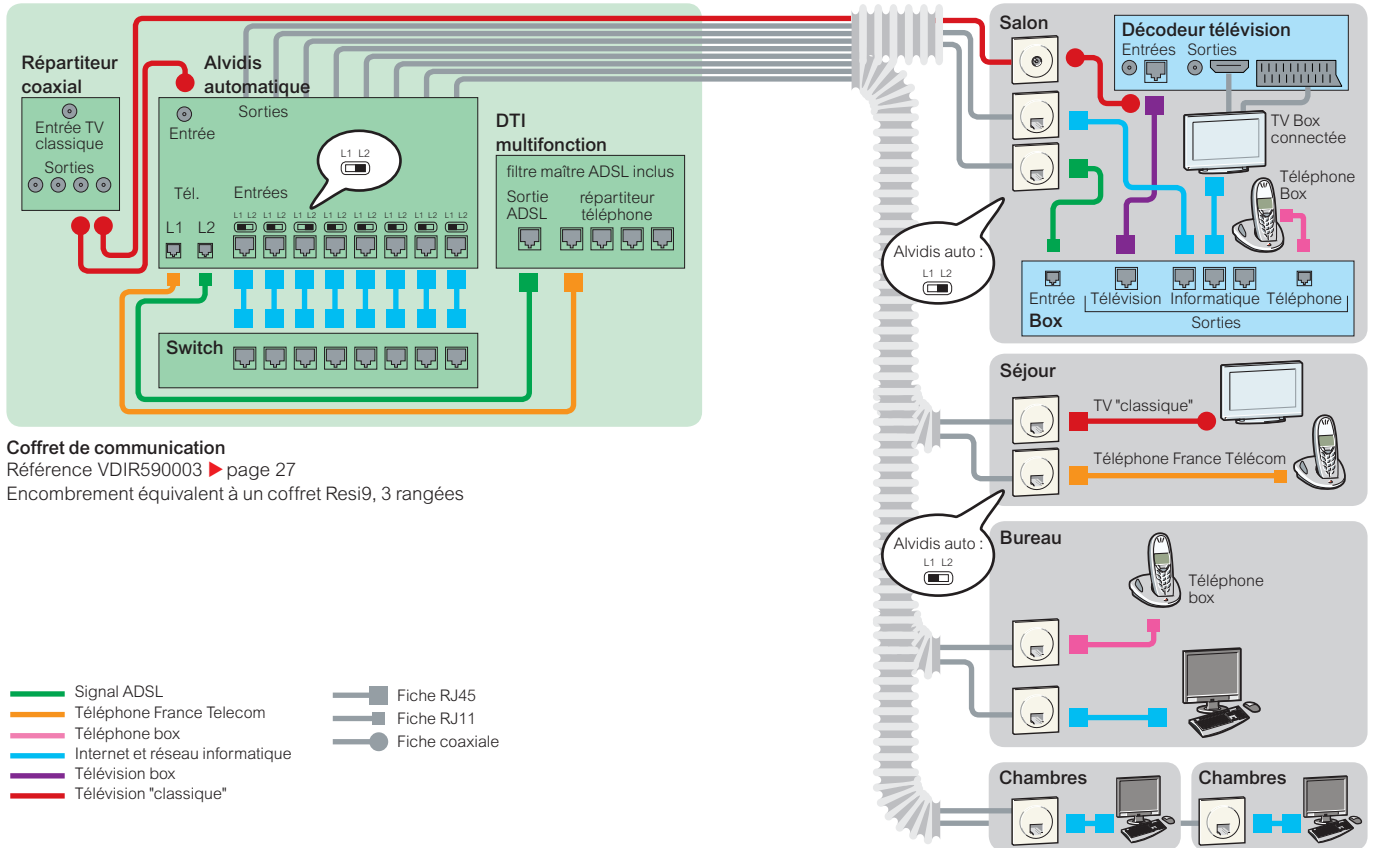 Répartiteur
coaxial
Entrée TV
classique
Sorties
Alvidis
automatique
Entrée
Sorties
L1 L2
Tél.
Entrées
L1 L2
L1 L2 L1 L2 L1 L2 L1 L2 L1 L2 L1 L2 L1 L2 L1 L2
DTI
multifonction
filtre maître ADSL inclus
Sortie
ADSL
répartiteur
téléphone
Switch
Coffret de communication
Référence VDIR590003 ▶ page 27
Encombrement équivalent à un coffret Resi9, 3 rangées
Signal ADSL
Téléphone France Telecom
Téléphone box
Internet et réseau informatique
Télévision box
Télévision "classique"
Fiche RJ45
Fiche RJ11
Fiche coaxiale
Salon
Décodeur télévision
Entrées Sorties
TV Box
connectée
Téléphone
Box
Alvidis auto :
L1 L2
Entrée
Télévision Informatique Téléphone
Box
Sorties
Séjour
TV "classique"
Téléphone France Télécom
Alvidis auto :
L1 L2
Bureau
Téléphone
box
Chambres
Chambres